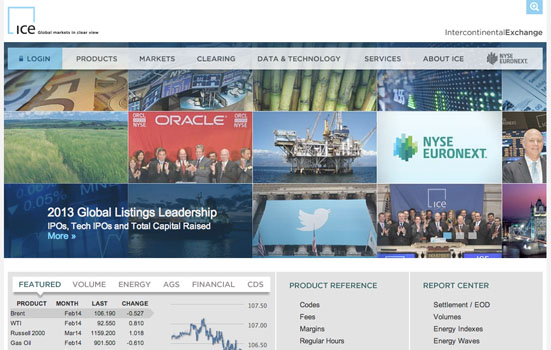 ice Global markets in clear view
IntercontinentalExchange
LOGIN PRODUCTS MARKETS CLEARING DATA & TECHNOLOGY SERVICES ABOUT ICE NYSE EURONEXT.
ORCL
NYSE
ORACLE
ORCL
NYSE
NYSE
EURONEXT.
ice
2013 Global Listings Leadership
IPOs, Tech IPOs and Total Capital Raised
More »
FEATURED VOLUME ENERGY AGS FINANCIAL CDS
PRODUCT MONTH LAST CHANGE
Brent Feb14 106.190 -0.527
WTI Feb14 92.550 0.810
Russell 2000 Mar14 1159.200 1.018
Gas Oil Feb14 901.500 -0.610
107.50
107.00
106.50
PRODUCT REFERENCE
Codes
Fees
Margins
Regular Hours
REPORT CENTER
Settlement / EOD
Volumes
Energy Indexes
Energy Waves